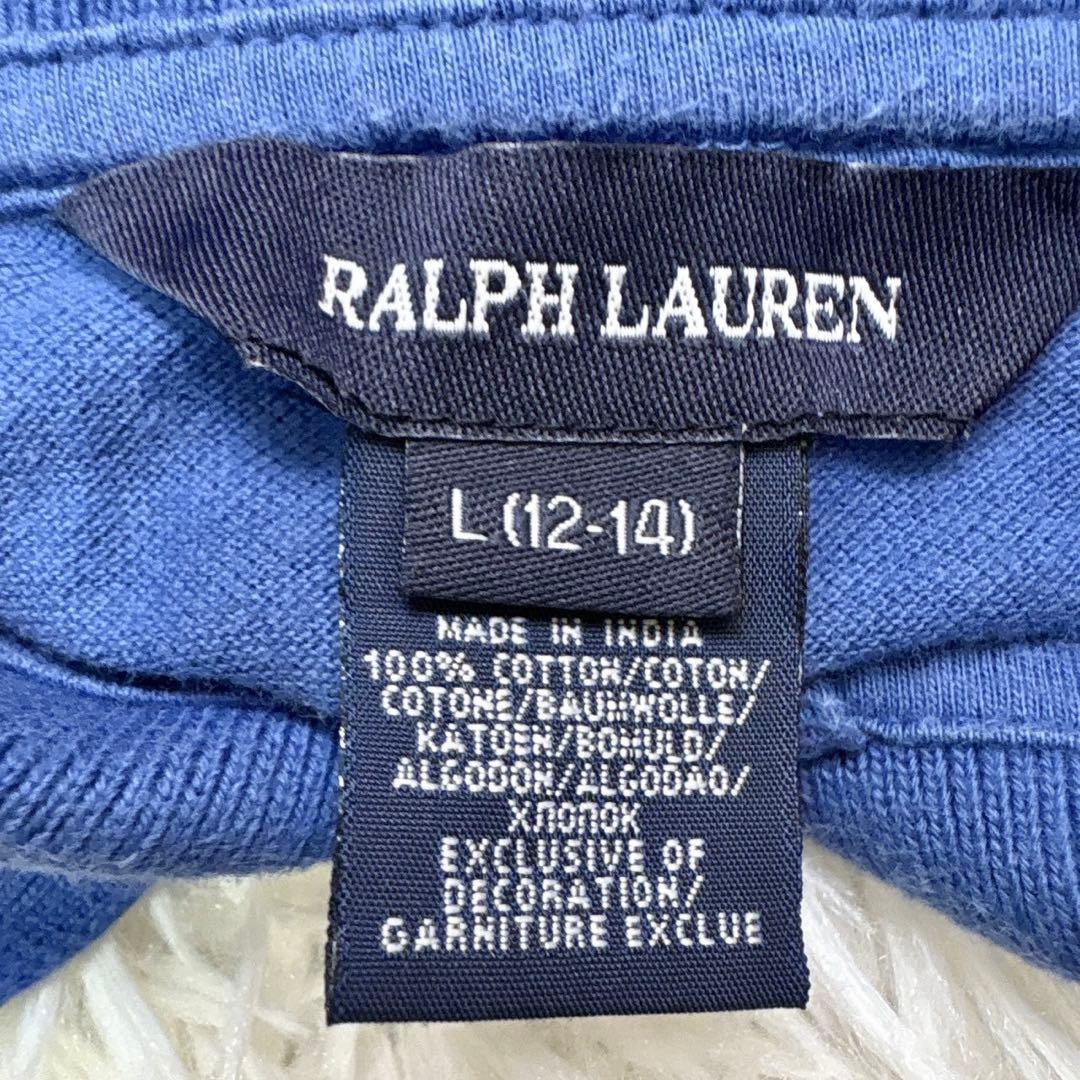 RALPH LAUREN
L (12-14)
MADE IN INDIA
100% COTTON/COTON/
COTONE/BAUMWOLLE/
KATOEN/BOMULD/
ALGODON/ALGODAO/
ХЛОПОК
EXCLUSIVE OF
DECORATION/
GARNITURE EXCLUE